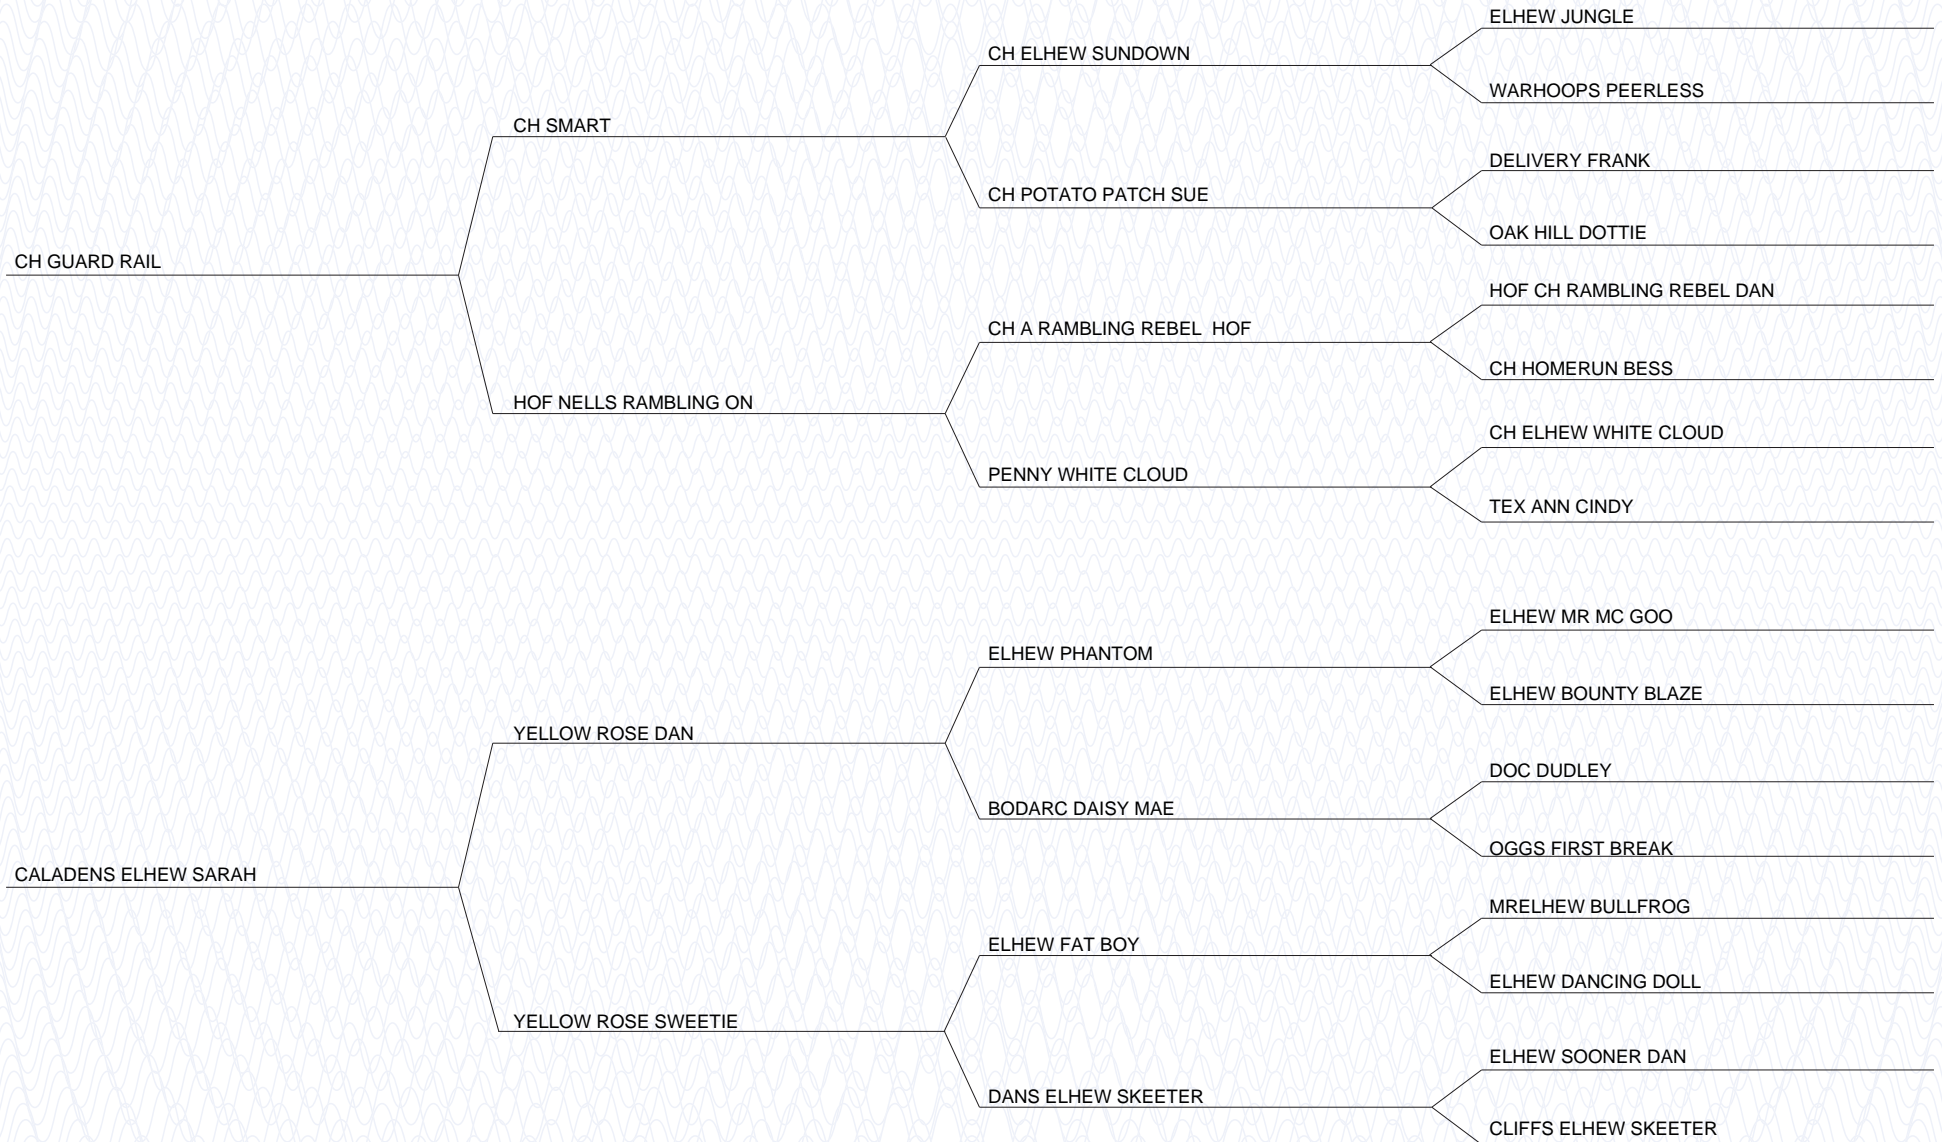 ELHEW JUNGLE
CH ELHEW SUNDOWN
WARHOOPS PEERLESS
CH SMART
DELIVERY FRANK
CH POTATO PATCH SUE
OAK HILL DOTTIE
CH GUARD RAIL
HOF CH RAMBLING REBEL DAN
CH A RAMBLING REBEL  HOF
CH HOMERUN BESS
HOF NELLS RAMBLING ON
CH ELHEW WHITE CLOUD
PENNY WHITE CLOUD
TEX ANN CINDY
ELHEW MR MC GOO
ELHEW PHANTOM
ELHEW BOUNTY BLAZE
YELLOW ROSE DAN
DOC DUDLEY
BODARC DAISY MAE
OGGS FIRST BREAK
CALADENS ELHEW SARAH
MRELHEW BULLFROG
ELHEW FAT BOY
ELHEW DANCING DOLL
YELLOW ROSE SWEETIE
ELHEW SOONER DAN
DANS ELHEW SKEETER
CLIFFS ELHEW SKEETER